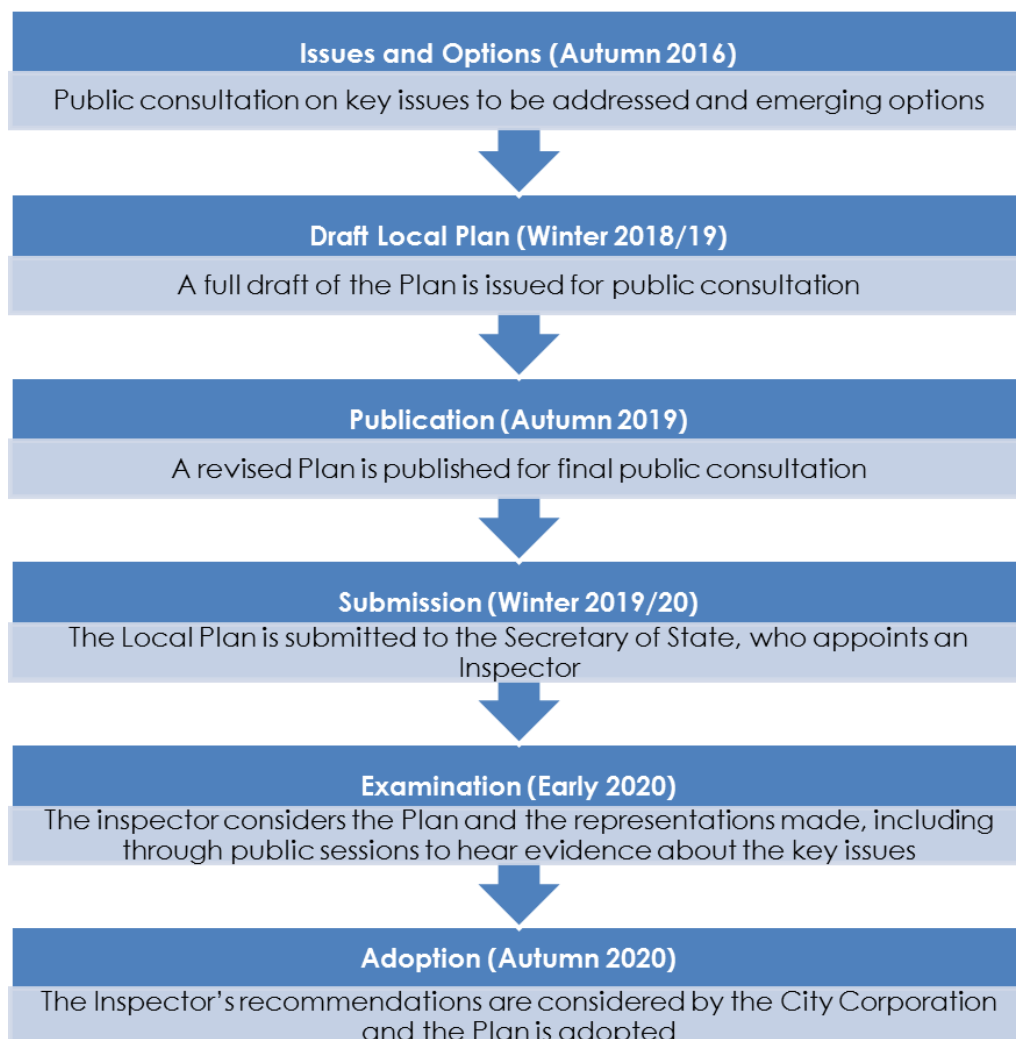 Issues and Options (Autumn 2016)
Public consultation on key issues to be addressed and emerging options
Draft Local Plan (Winter 2018/19)
A full draft of the Plan is issued for public consultation
Publication (Autumn 2019)
A revised Plan is published for final public consultation
Submission (Winter 2019/20)
The Local Plan is submitted to the Secretary of State, who appoints an
Inspector
Examination (Early 2020)
The inspector considers the Plan and the representations made, including
through public sessions to hear evidence about the key issues
Adoption (Autumn 2020)
The Inspector's recommendations are considered by the City Corporation
and the Plan is adopted